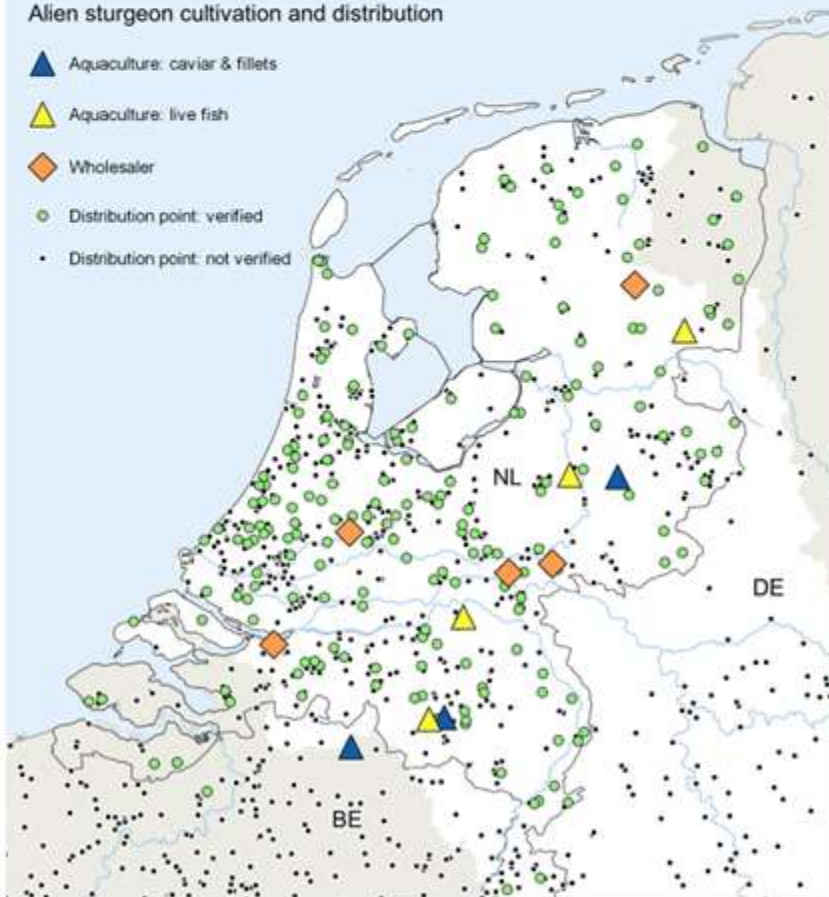 Alien sturgeon cultivation and distribution
Aquaculture: caviar & fillets
Aquaculture: live fish
Wholesaler
Distribution point: verified
Distribution point: not verified
NL
DE
BE